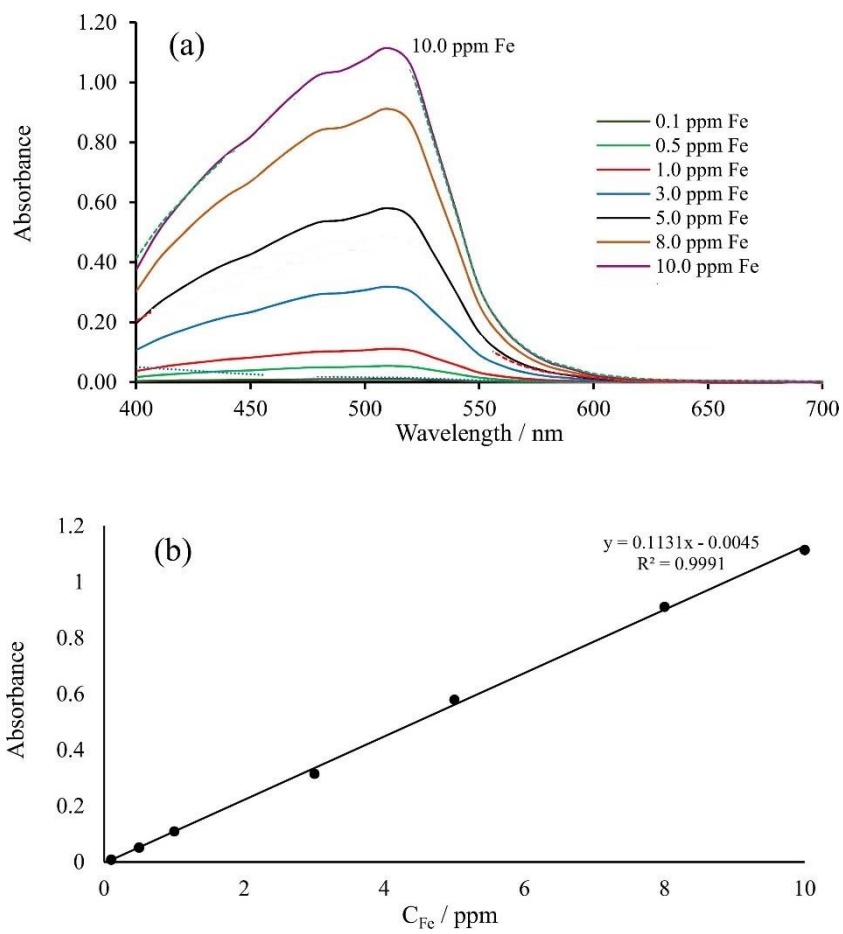 (a)
10.0 ppm Fe
1.20
1.00
0.80
0.60
0.40
0.20
0.00
Absorbance
0.1 ppm Fe
0.5 ppm Fe
1.0 ppm Fe
3.0 ppm Fe
5.0 ppm Fe
8.0 ppm Fe
10.0 ppm Fe
400 450 500 550 600 650 700
Wavelength / nm
(b)
y = 0.1131x - 0.0045
R² = 0.9991
1.2
1
0.8
0.6
0.4
0.2
0
Absorbance
0 2 4 6 8 10
C_Fe / ppm